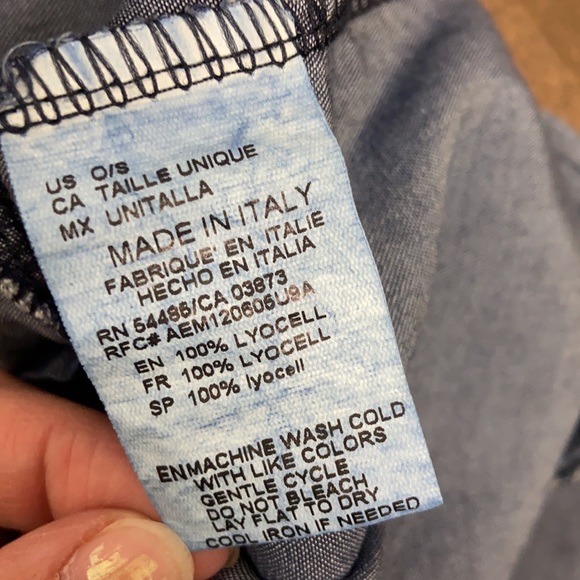 US O/S
CA TAILLE UNIQUE
MX UNITALLA
MADE IN ITALY
FABRIQUE' EN ITALIE
HECHO EN ITALIA
RN 54486/CA 03873
RFC# AEM120606U9A
EN 100% LYOCELL
FR 100% LYOCELL
SP 100% lyocell
ENMACHINE WASH COLD
WITH LIKE COLORS
GENTLE CYCLE
DO NOT BLEACH
LAY FLAT TO DRY
COOL IRON IF NEEDED